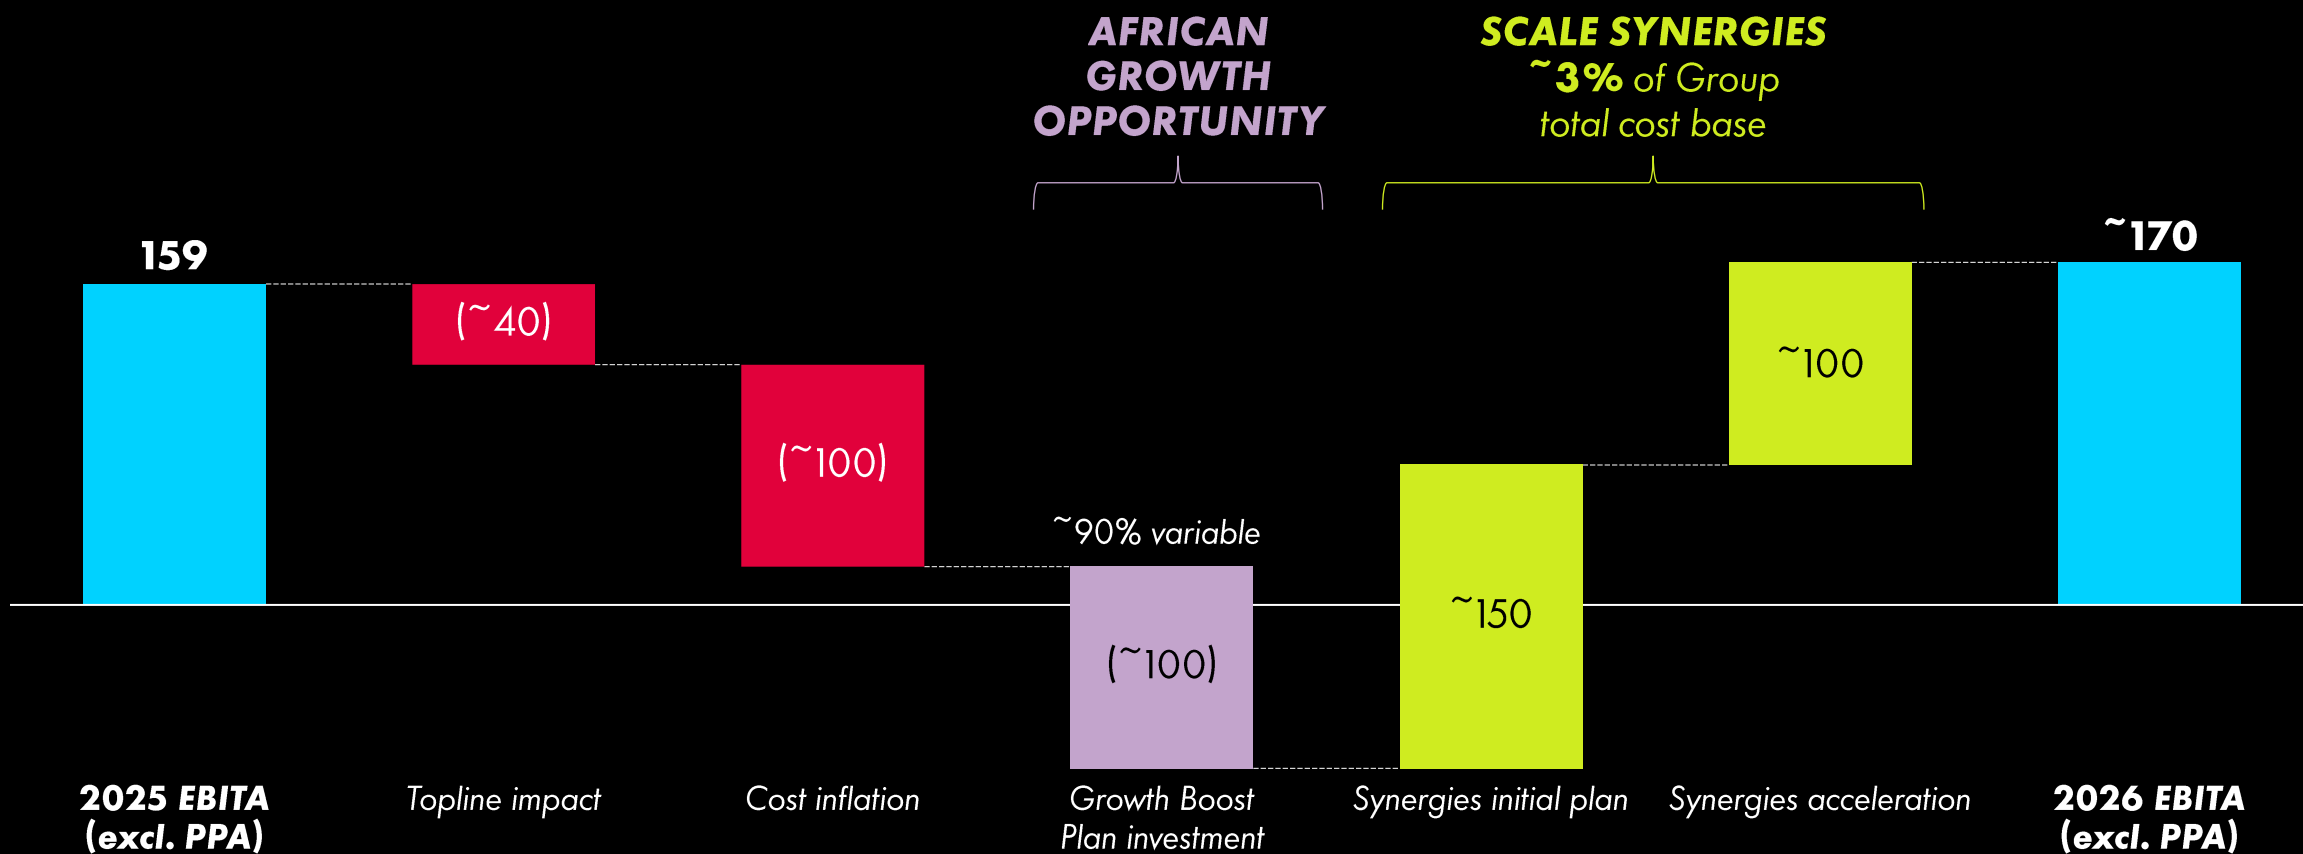 AFRICAN
GROWTH
OPPORTUNITY
SCALE SYNERGIES
~3% of Group
total cost base
159
(~40)
(~100)
~90% variable
(~100)
~150
~100
~170
2025 EBITA
(excl. PPA)
Topline impact
Cost inflation
Growth Boost
Plan investment
Synergies initial plan
Synergies acceleration
2026 EBITA
(excl. PPA)